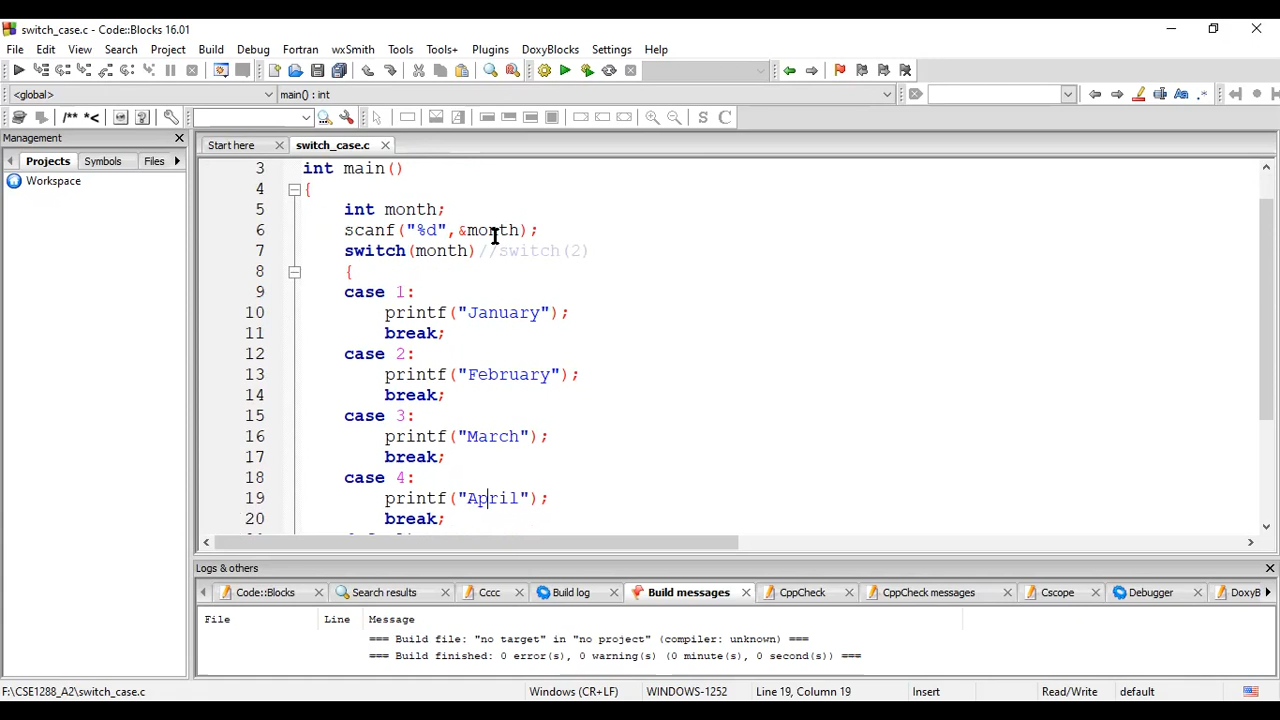 switch_case.c - Code::Blocks 16.01
File Edit View Search Project Build Debug Fortran wxSmith Tools Tools+ Plugins DoxyBlocks Settings Help
<global> main() : int
/** *< S C
Management
Projects Symbols Files
Workspace
Start here switch_case.c
3 int main()
4 {
5 int month;
6 scanf("%d",&month);
7 switch(month)//switch(2)
8 {
9 case 1:
10 printf("January");
11 break;
12 case 2:
13 printf("February");
14 break;
15 case 3:
16 printf("March");
17 break;
18 case 4:
19 printf("April");
20 break;
Logs & others
Code::Blocks Search results Cccc Build log Build messages CppCheck CppCheck messages Cscope Debugger DoxyB
File Line Message
=== Build file: "no target" in "no project" (compiler: unknown) ===
=== Build finished: 0 error(s), 0 warning(s) (0 minute(s), 0 second(s)) ===
F:\CSE1288_A2\switch_case.c Windows (CR+LF) WINDOWS-1252 Line 19, Column 19 Insert Read/Write default